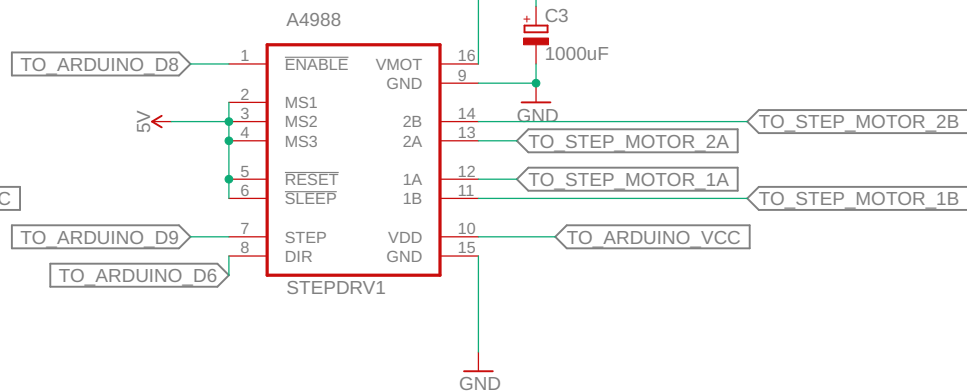 A4988
+ C3
1000uF
TO_ARDUINO_D8
1
ENABLE
VMOT
16
GND
9
GND
2
MS1
5V
3
MS2
2B
14
TO_STEP_MOTOR_2B
4
MS3
2A
13
TO_STEP_MOTOR_2A
5
RESET
1A
12
TO_STEP_MOTOR_1A
C
6
SLEEP
1B
11
TO_STEP_MOTOR_1B
TO_ARDUINO_D9
7
STEP
VDD
10
TO_ARDUINO_VCC
8
DIR
GND
15
TO_ARDUINO_D6
STEPDRV1
GND